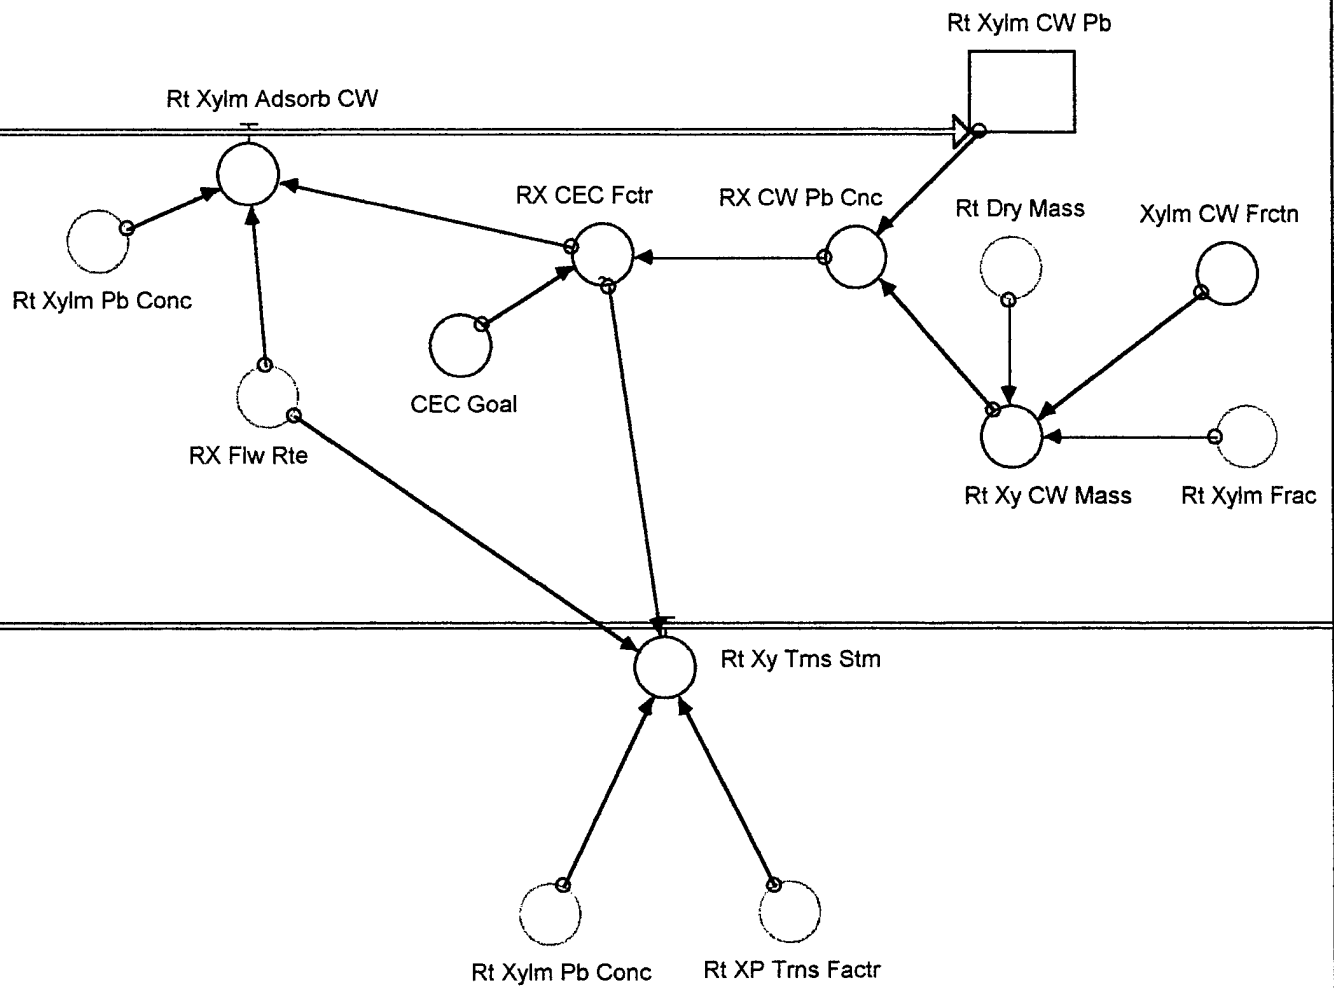 Rt Xylm CW Pb
Rt Xylm Adsorb CW
RX CEC Fctr
RX CW Pb Cnc
Rt Dry Mass
Xylm CW Frctn
Rt Xylm Pb Conc
CEC Goal
RX Flw Rte
Rt Xy CW Mass
Rt Xylm Frac
Rt Xy Trns Stm
Rt Xylm Pb Conc
Rt XP Trns Factr